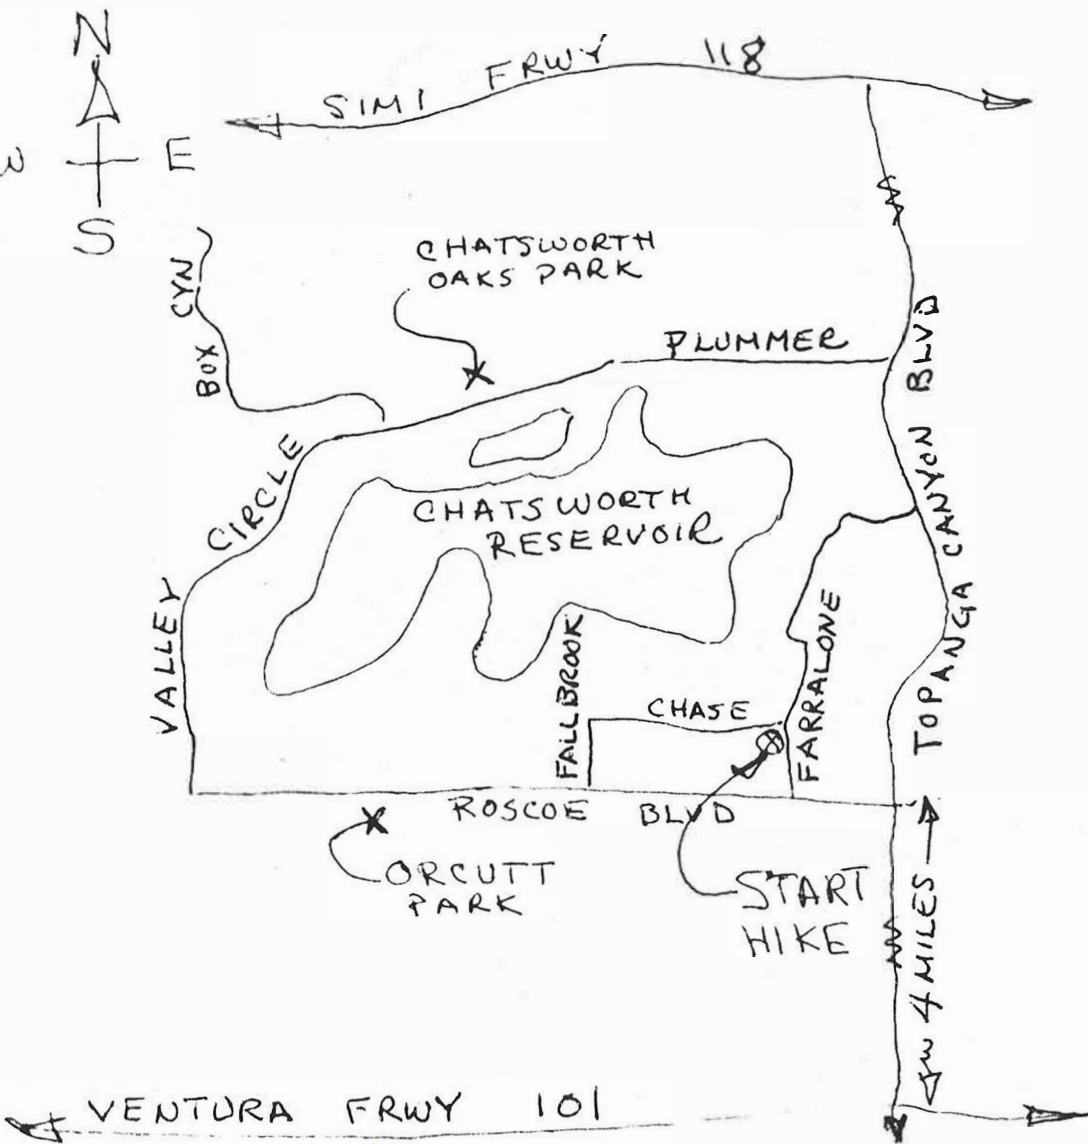 N
W E
S
SIMI FRWY 118
CHATSWORTH
OAKS PARK
BOX CYN
PLUMMER
TOPANGA CANYON BLVD
VALLEY CIRCLE
CHATSWORTH
RESERVOIR
FALLBROOK
CHASE
FARRALONE
ROSCOE BLVD
ORCUTT
PARK
START
HIKE
4 MILES
VENTURA FRWY 101